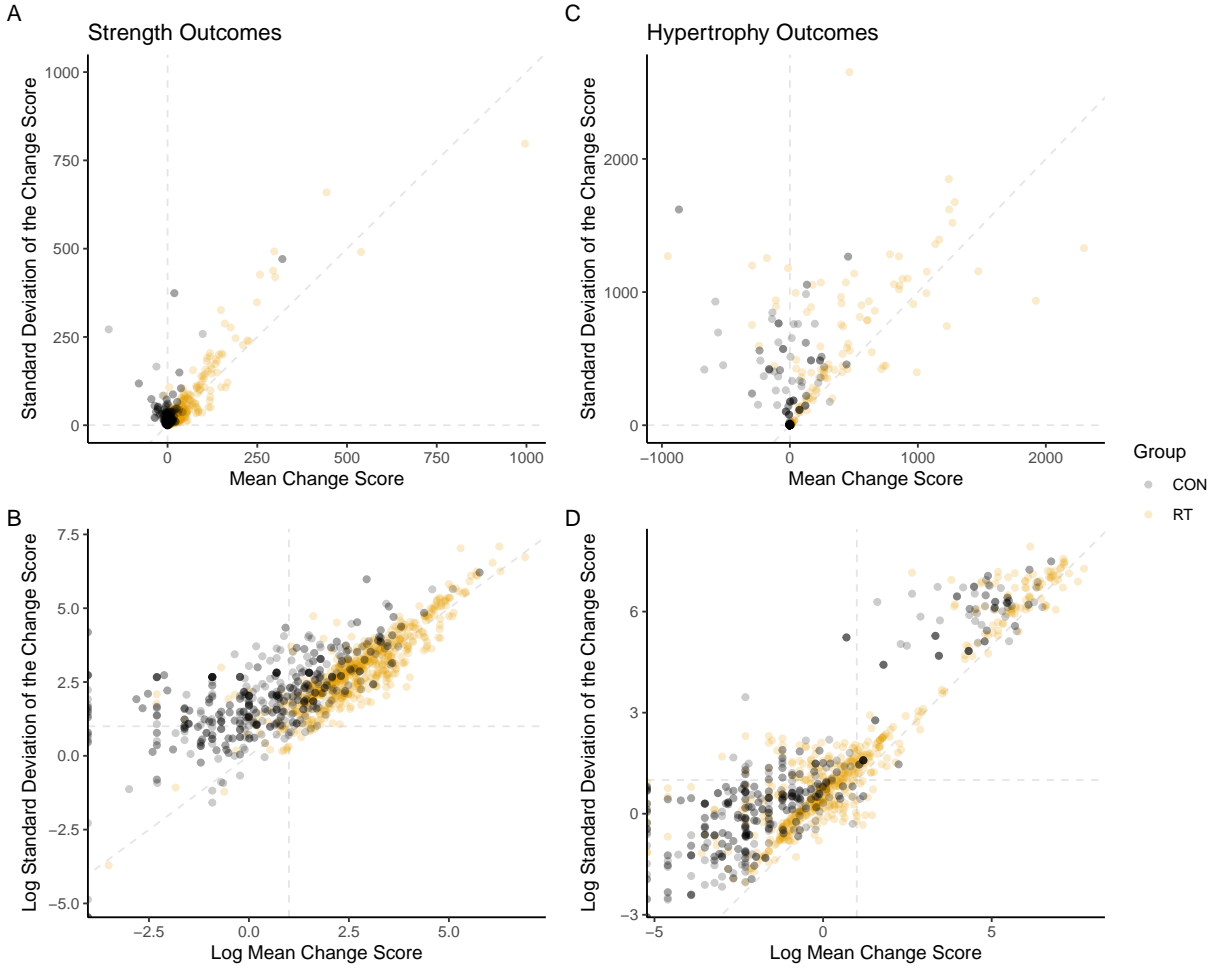 A
Strength Outcomes
Standard Deviation of the Change Score
1000
750
500
250
0
0
250
500
750
1000
Mean Change Score
C
Hypertrophy Outcomes
Standard Deviation of the Change Score
2000
1000
0
−1000
0
1000
2000
Mean Change Score
Group
CON
RT
B
Log Standard Deviation of the Change Score
7.5
5.0
2.5
0.0
−2.5
−5.0
−2.5
0.0
2.5
5.0
Log Mean Change Score
D
Log Standard Deviation of the Change Score
6
3
0
−3
−5
0
5
Log Mean Change Score